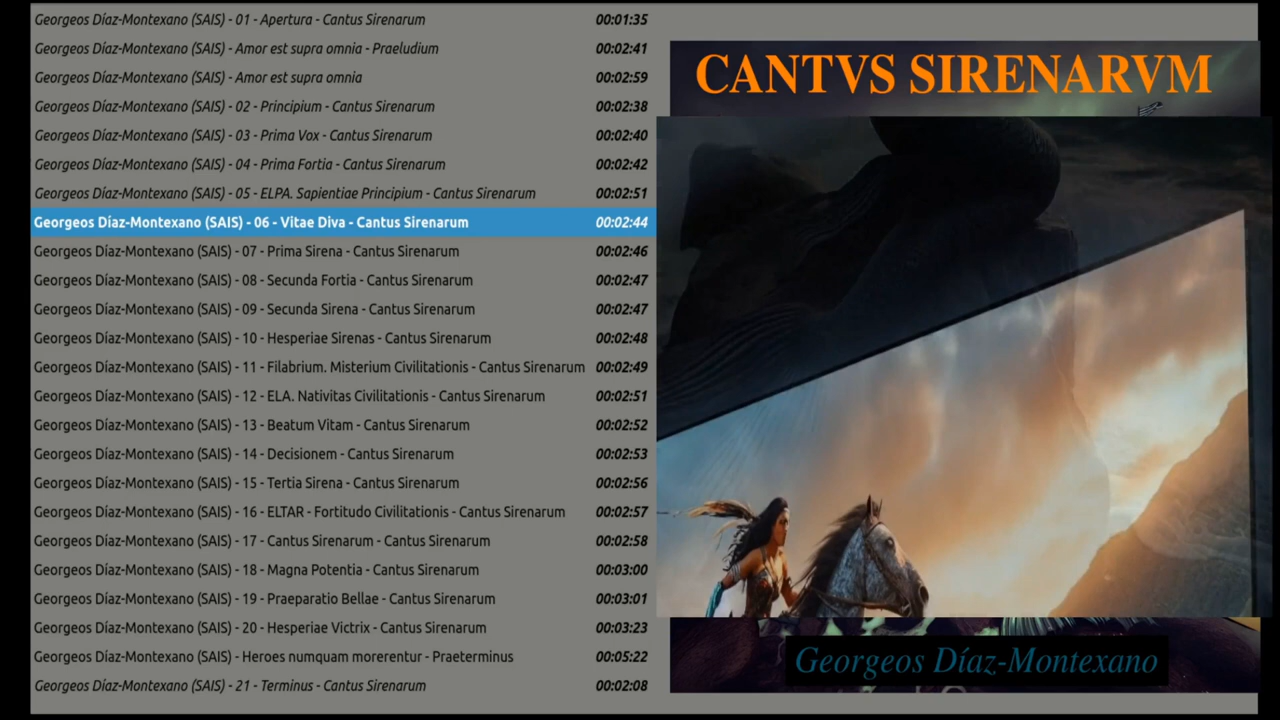 Georgeos Díaz-Montexano (SAIS) - 01 - Apertura - Cantus Sirenarum 00:01:35
Georgeos Díaz-Montexano (SAIS) - Amor est supra omnia - Praeludium 00:02:41
Georgeos Díaz-Montexano (SAIS) - Amor est supra omnia 00:02:59
Georgeos Díaz-Montexano (SAIS) - 02 - Principium - Cantus Sirenarum 00:02:38
Georgeos Díaz-Montexano (SAIS) - 03 - Prima Vox - Cantus Sirenarum 00:02:40
Georgeos Díaz-Montexano (SAIS) - 04 - Prima Fortia - Cantus Sirenarum 00:02:42
Georgeos Díaz-Montexano (SAIS) - 05 - ELPA. Sapientiae Principium - Cantus Sirenarum 00:02:51
Georgeos Díaz-Montexano (SAIS) - 06 - Vitae Diva - Cantus Sirenarum 00:02:44
Georgeos Díaz-Montexano (SAIS) - 07 - Prima Sirena - Cantus Sirenarum 00:02:46
Georgeos Díaz-Montexano (SAIS) - 08 - Secunda Fortia - Cantus Sirenarum 00:02:47
Georgeos Díaz-Montexano (SAIS) - 09 - Secunda Sirena - Cantus Sirenarum 00:02:47
Georgeos Díaz-Montexano (SAIS) - 10 - Hesperiae Sirenas - Cantus Sirenarum 00:02:48
Georgeos Díaz-Montexano (SAIS) - 11 - Filabrium. Misterium Civilitationis - Cantus Sirenarum 00:02:49
Georgeos Díaz-Montexano (SAIS) - 12 - ELA. Nativitas Civilitationis - Cantus Sirenarum 00:02:51
Georgeos Díaz-Montexano (SAIS) - 13 - Beatum Vitam - Cantus Sirenarum 00:02:52
Georgeos Díaz-Montexano (SAIS) - 14 - Decisionem - Cantus Sirenarum 00:02:53
Georgeos Díaz-Montexano (SAIS) - 15 - Tertia Sirena - Cantus Sirenarum 00:02:56
Georgeos Díaz-Montexano (SAIS) - 16 - ELTAR - Fortitudo Civilitationis - Cantus Sirenarum 00:02:57
Georgeos Díaz-Montexano (SAIS) - 17 - Cantus Sirenarum - Cantus Sirenarum 00:02:58
Georgeos Díaz-Montexano (SAIS) - 18 - Magna Potentia - Cantus Sirenarum 00:03:00
Georgeos Díaz-Montexano (SAIS) - 19 - Praeparatio Bellae - Cantus Sirenarum 00:03:01
Georgeos Díaz-Montexano (SAIS) - 20 - Hesperiae Victrix - Cantus Sirenarum 00:03:23
Georgeos Díaz-Montexano (SAIS) - Heroes numquam morerentur - Praeterminus 00:05:22
Georgeos Díaz-Montexano (SAIS) - 21 - Terminus - Cantus Sirenarum 00:02:08
CANTVS SIRENARVM
Georgeos Díaz-Montexano